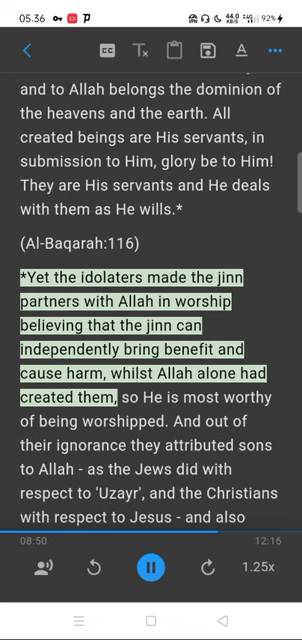 05.36
44.0
KB/S
92%
CC
and to Allah belongs the dominion of
the heavens and the earth. All
created beings are His servants, in
submission to Him, glory be to Him!
They are His servants and He deals
with them as He wills.*
(Al-Baqarah:116)
*Yet the idolaters made the jinn
partners with Allah in worship
believing that the jinn can
independently bring benefit and
cause harm, whilst Allah alone had
created them, so He is most worthy
of being worshipped. And out of
their ignorance they attributed sons
to Allah - as the Jews did with
respect to 'Uzayr', and the Christians
with respect to Jesus - and also
08:50
12:16
1.25x